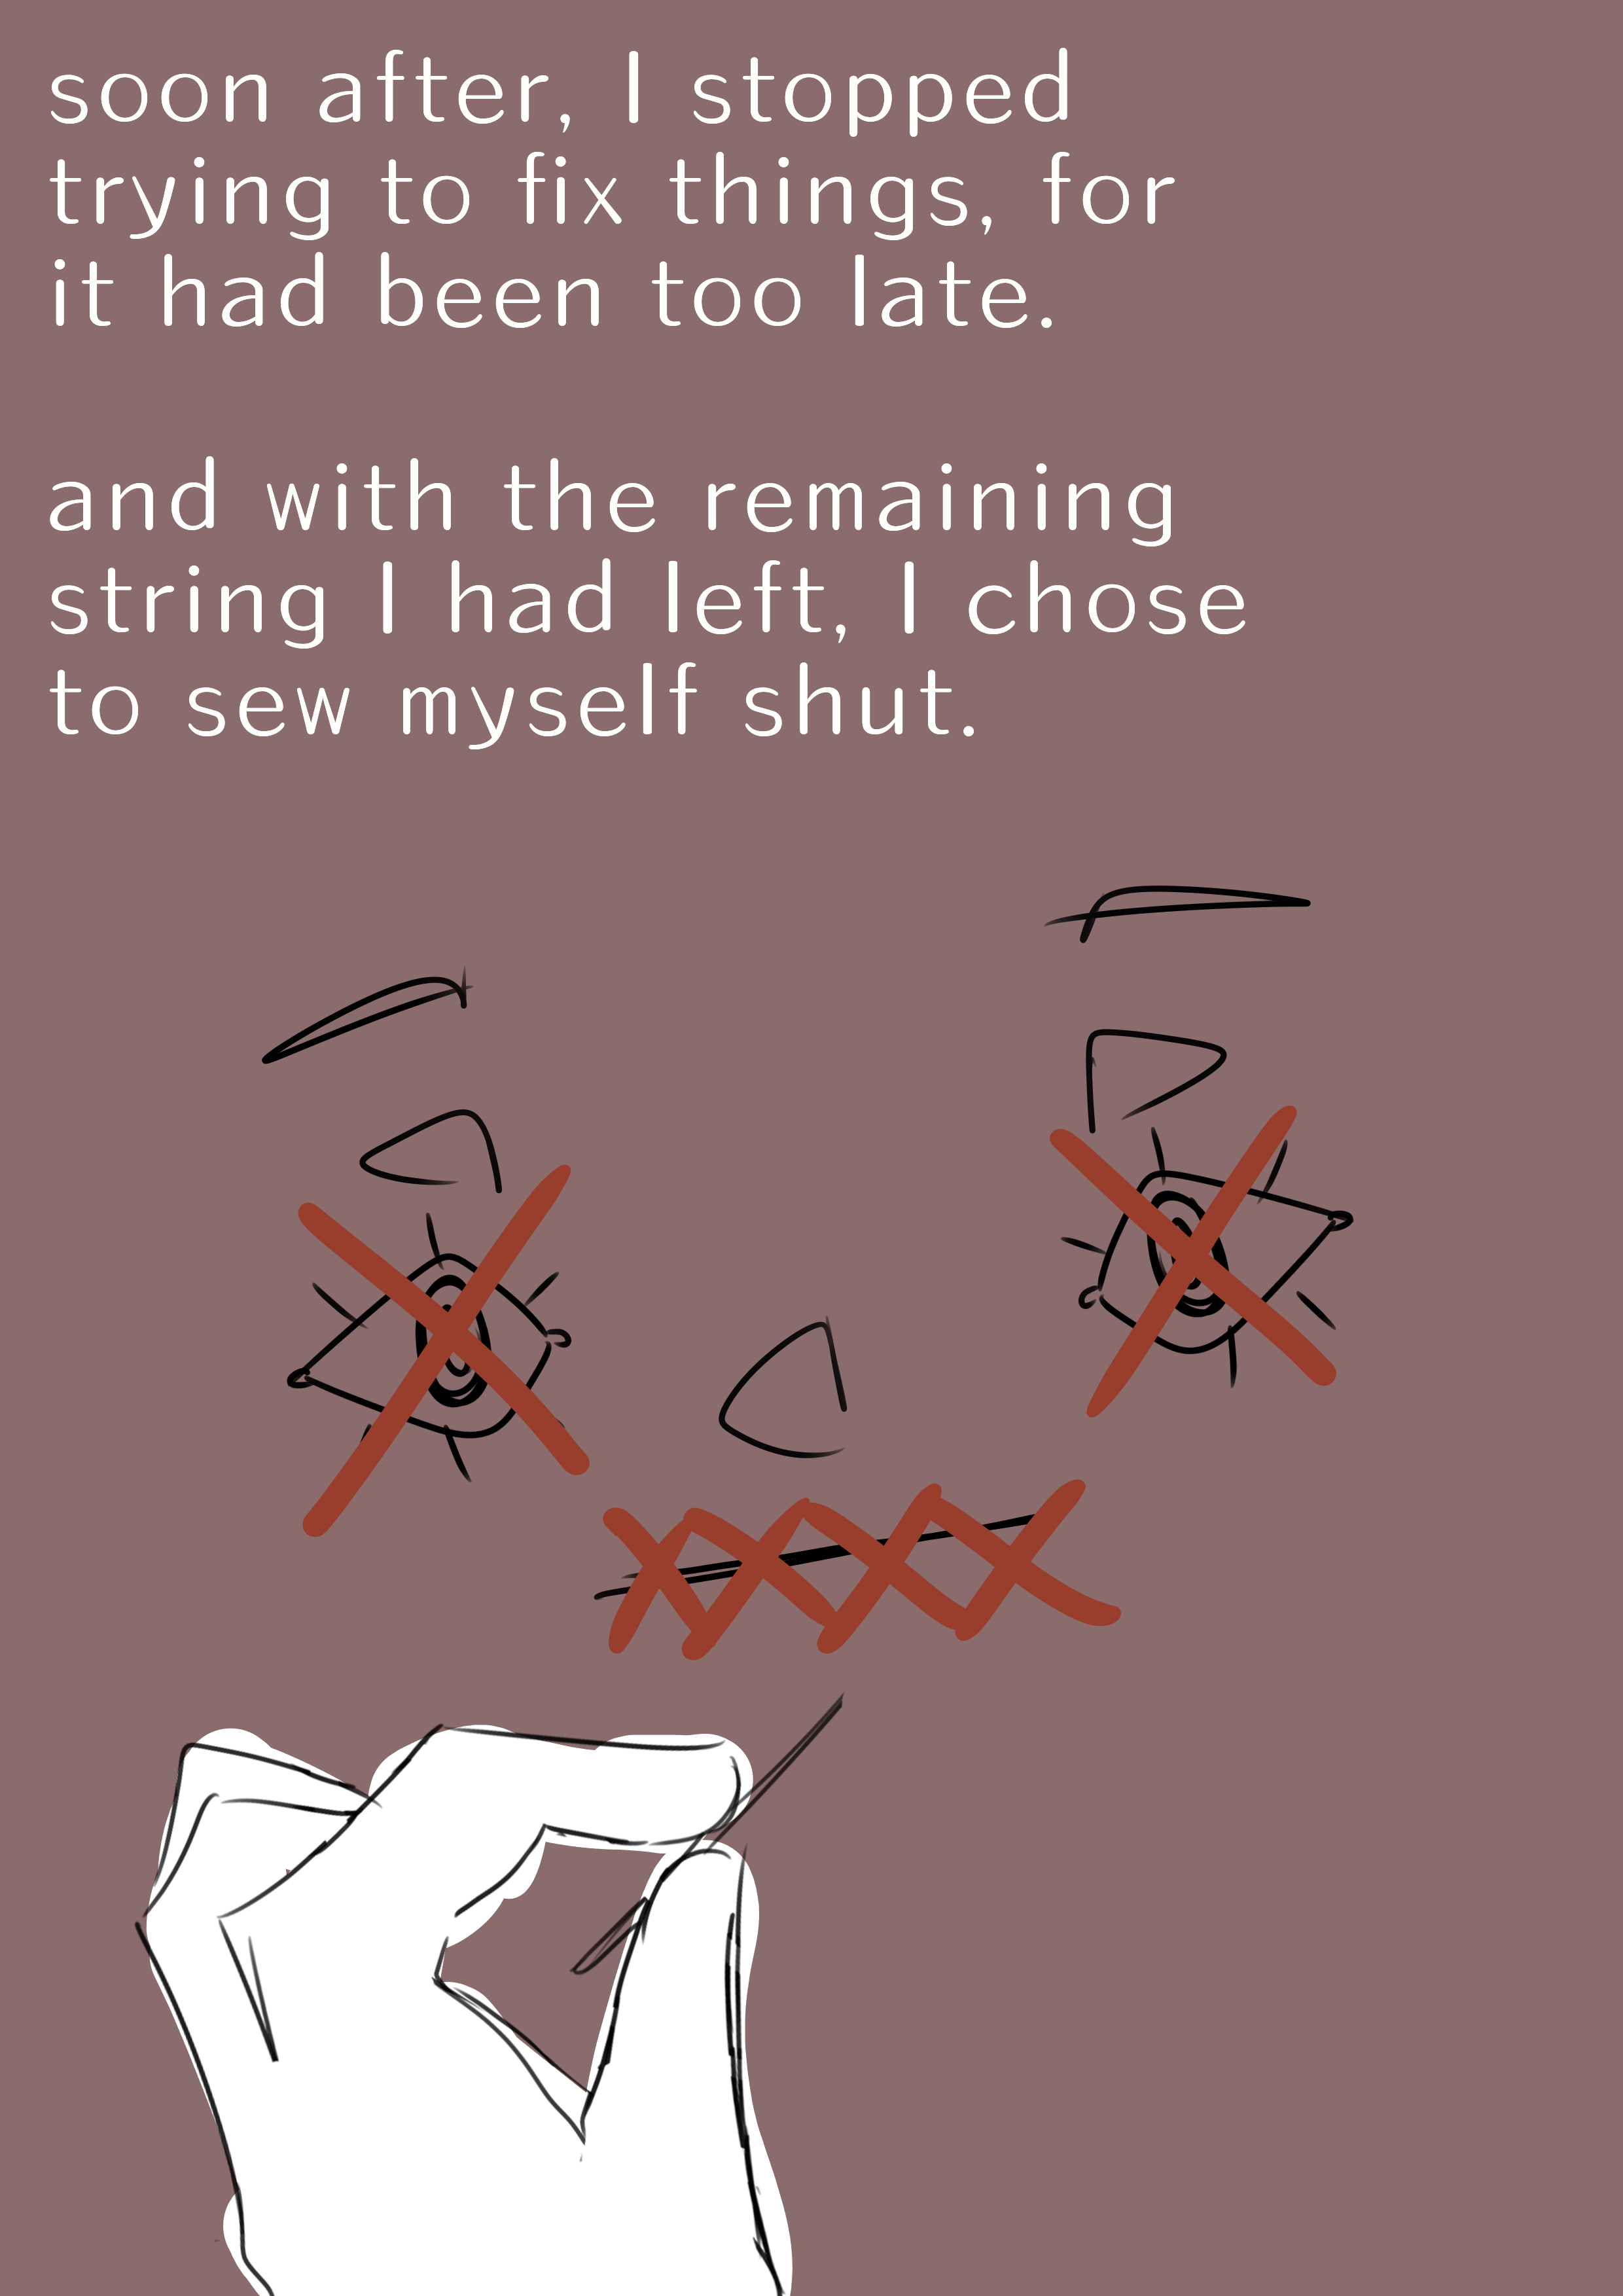 soon after, I stopped
trying to fix things, for
it had been too late.
and with the remaining
string I had left, I chose
to sew myself shut.